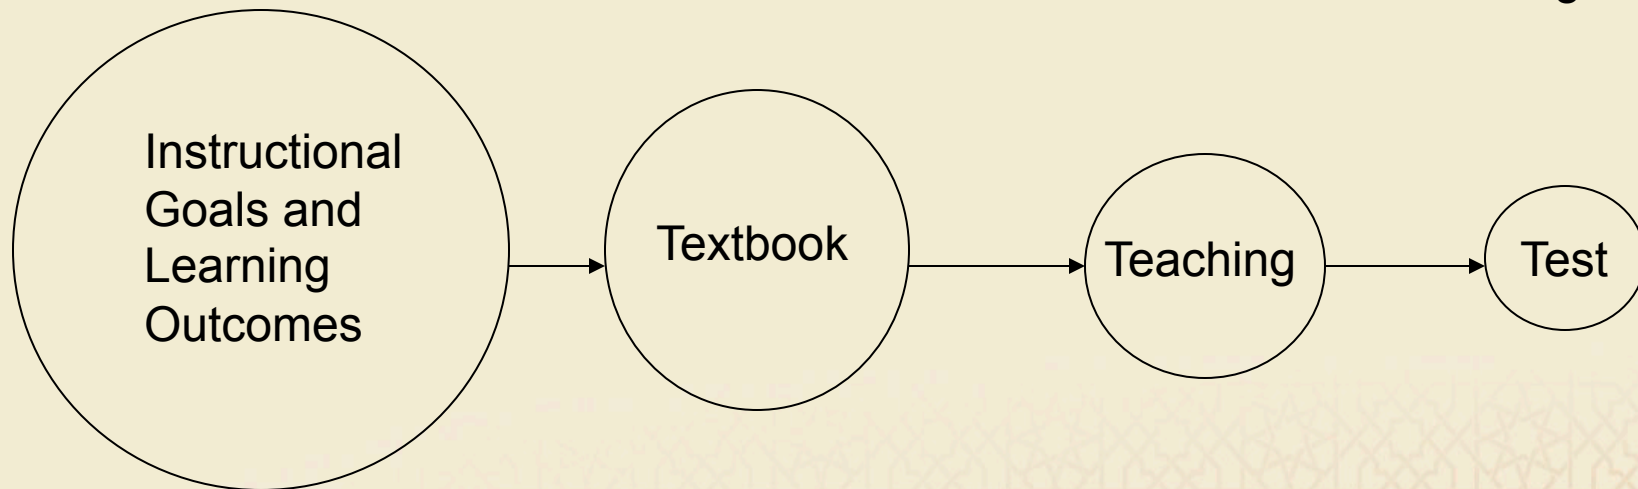 Instructional
Goals and
Learning
Outcomes
Textbook
Teaching
Test